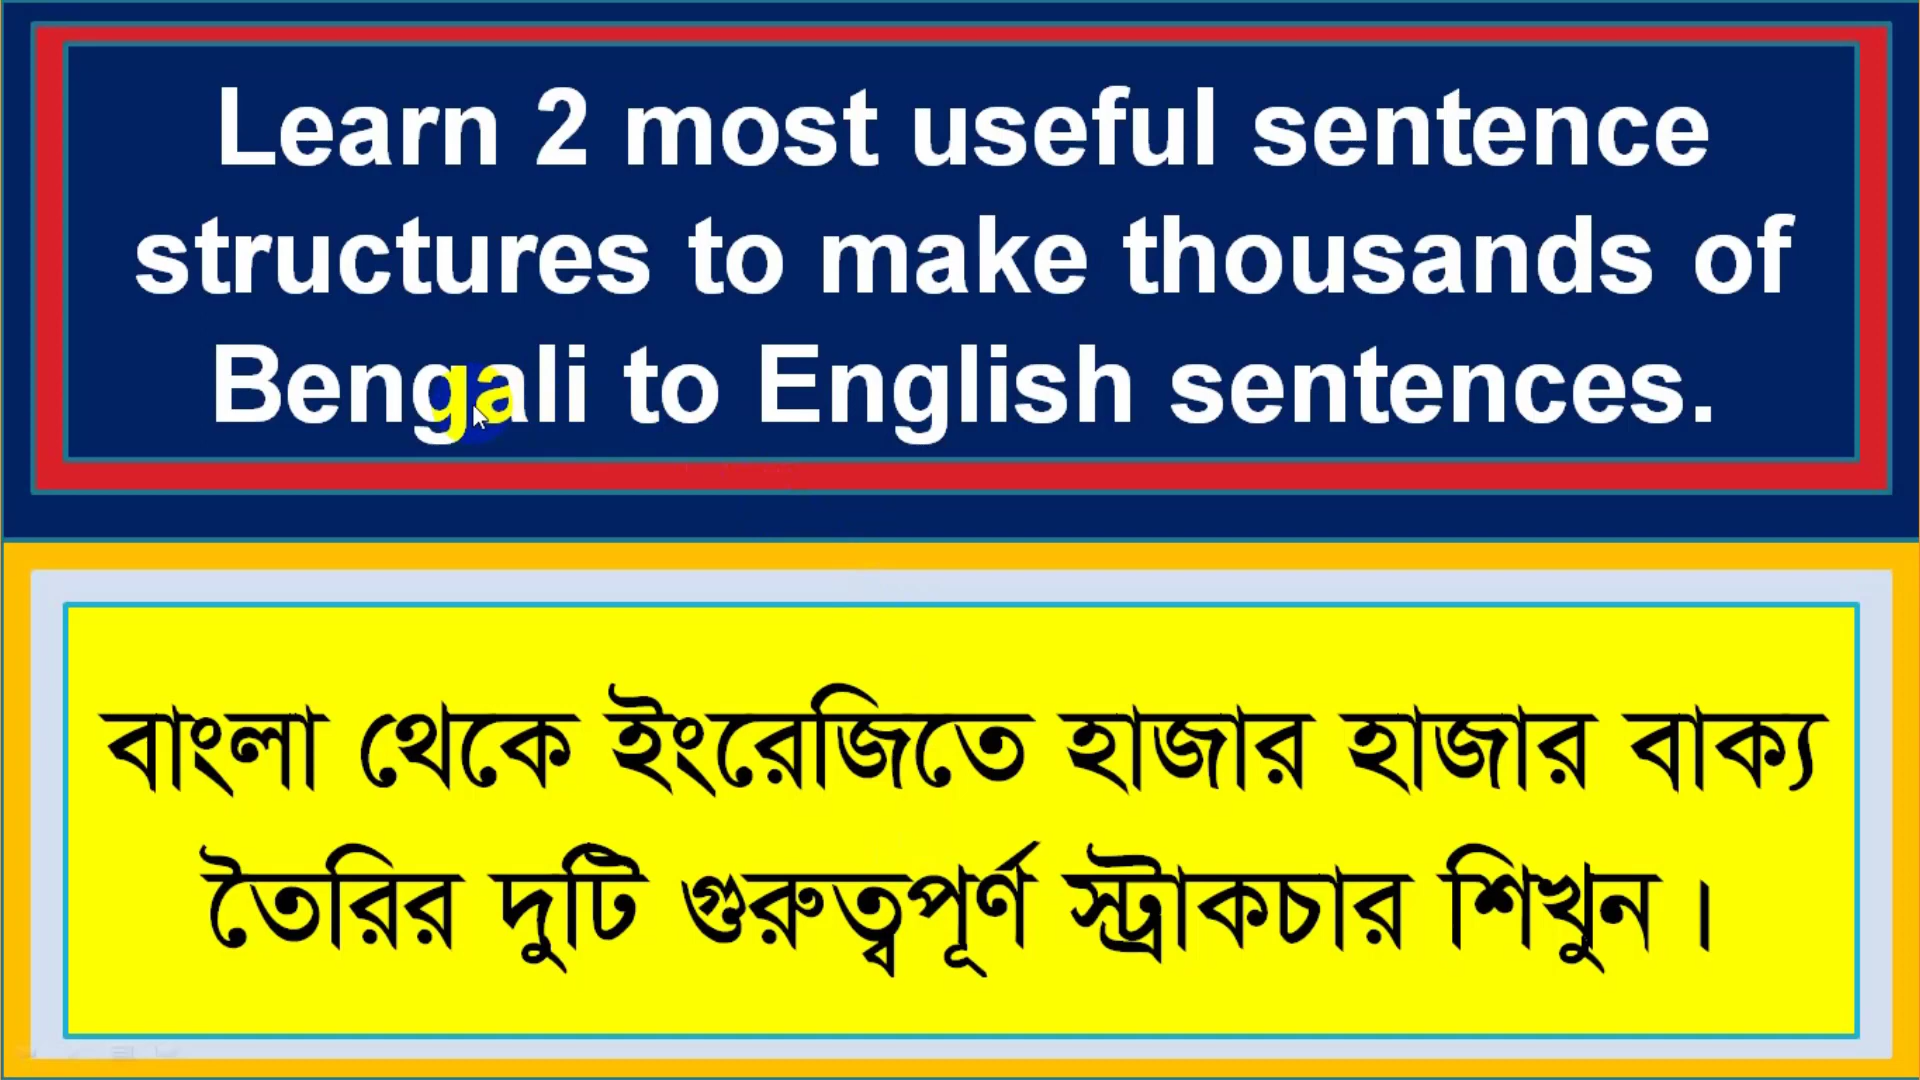 Learn 2 most useful sentence
structures to make thousands of
Bengali to English sentences.
বাংলা থেকে ইংরেজিতে হাজার হাজার বাক্য
তৈরির দুটি গুরুত্বপূর্ণ স্ট্রাকচার শিখুন।